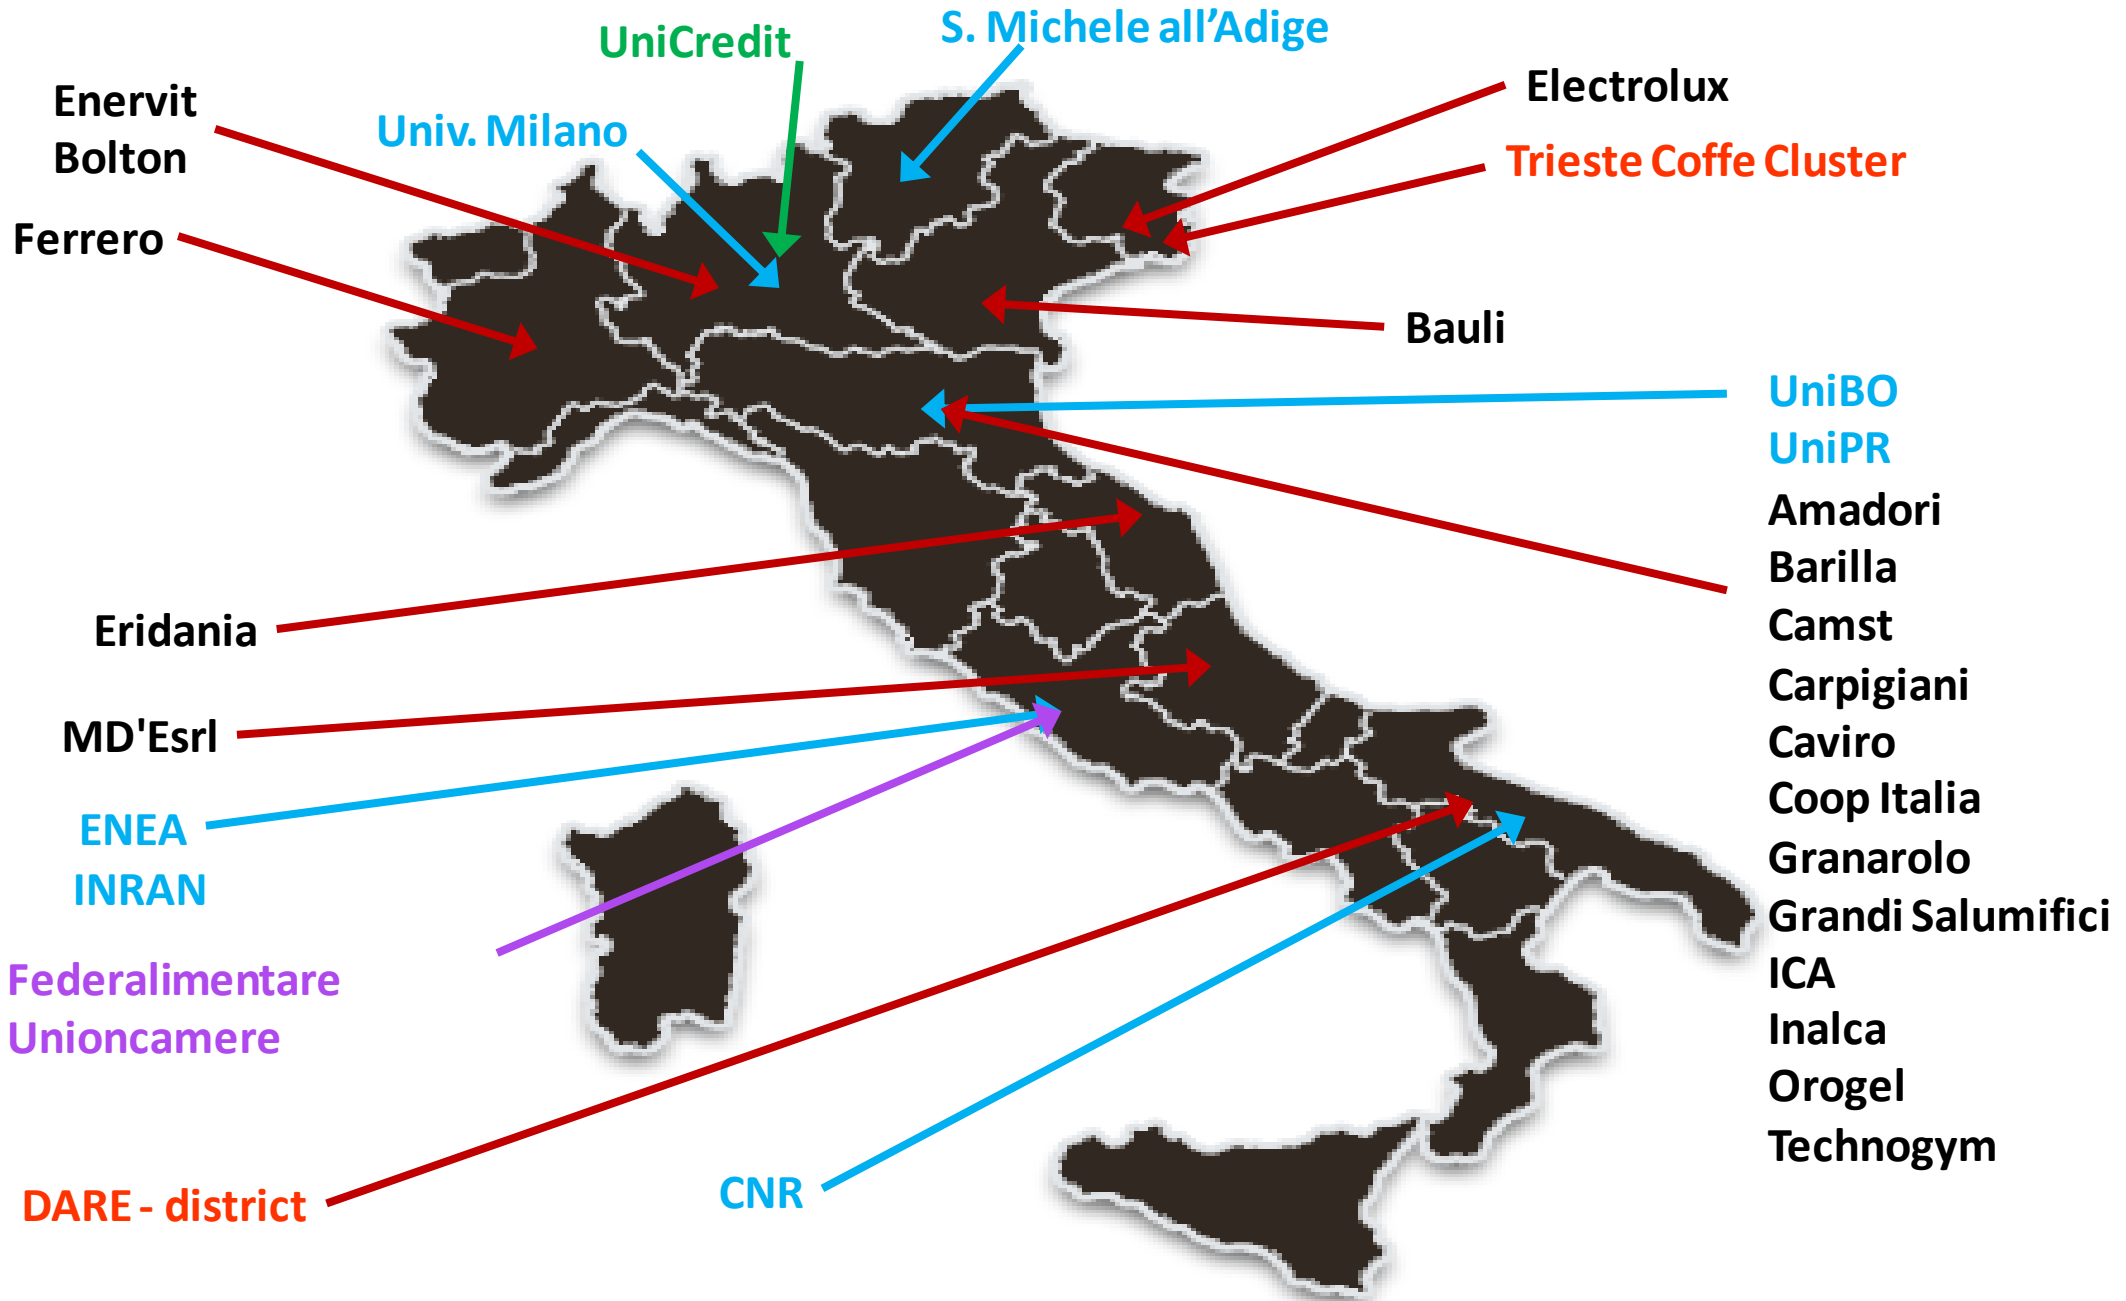 UniCredit
S. Michele all'Adige
Enervit
Bolton
Univ. Milano
Electrolux
Trieste Coffe Cluster
Ferrero
Bauli
UniBO
UniPR
Amadori
Barilla
Camst
Carpigiani
Caviro
Coop Italia
Granarolo
Grandi Salumifici
ICA
Inalca
Orogel
Technogym
Eridania
MD'Esrl
ENEA
INRAN
Federalimentare
Unioncamere
DARE - district
CNR